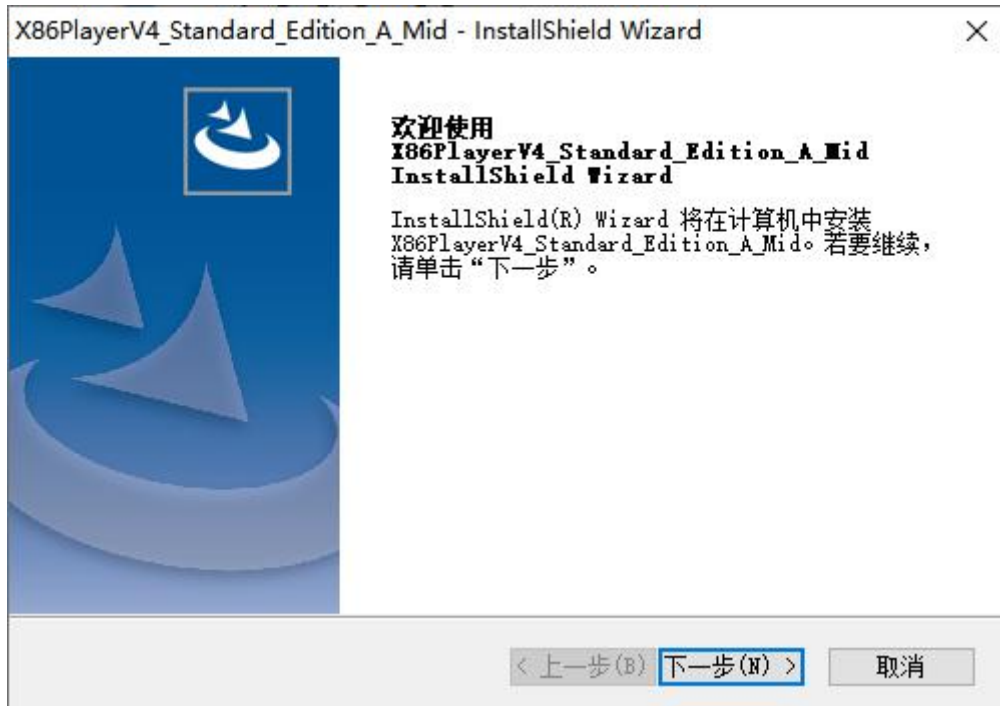 X86PlayerV4_Standard_Edition_A_Mid - InstallShield Wizard
欢迎使用
X86PlayerV4_Standard_Edition_A_Mid
InstallShield Wizard
InstallShield(R) Wizard 将在计算机中安装
X86PlayerV4_Standard_Edition_A_Mid。若要继续，
请单击“下一步”。
< 上一步(B) 下一步(N) > 取消